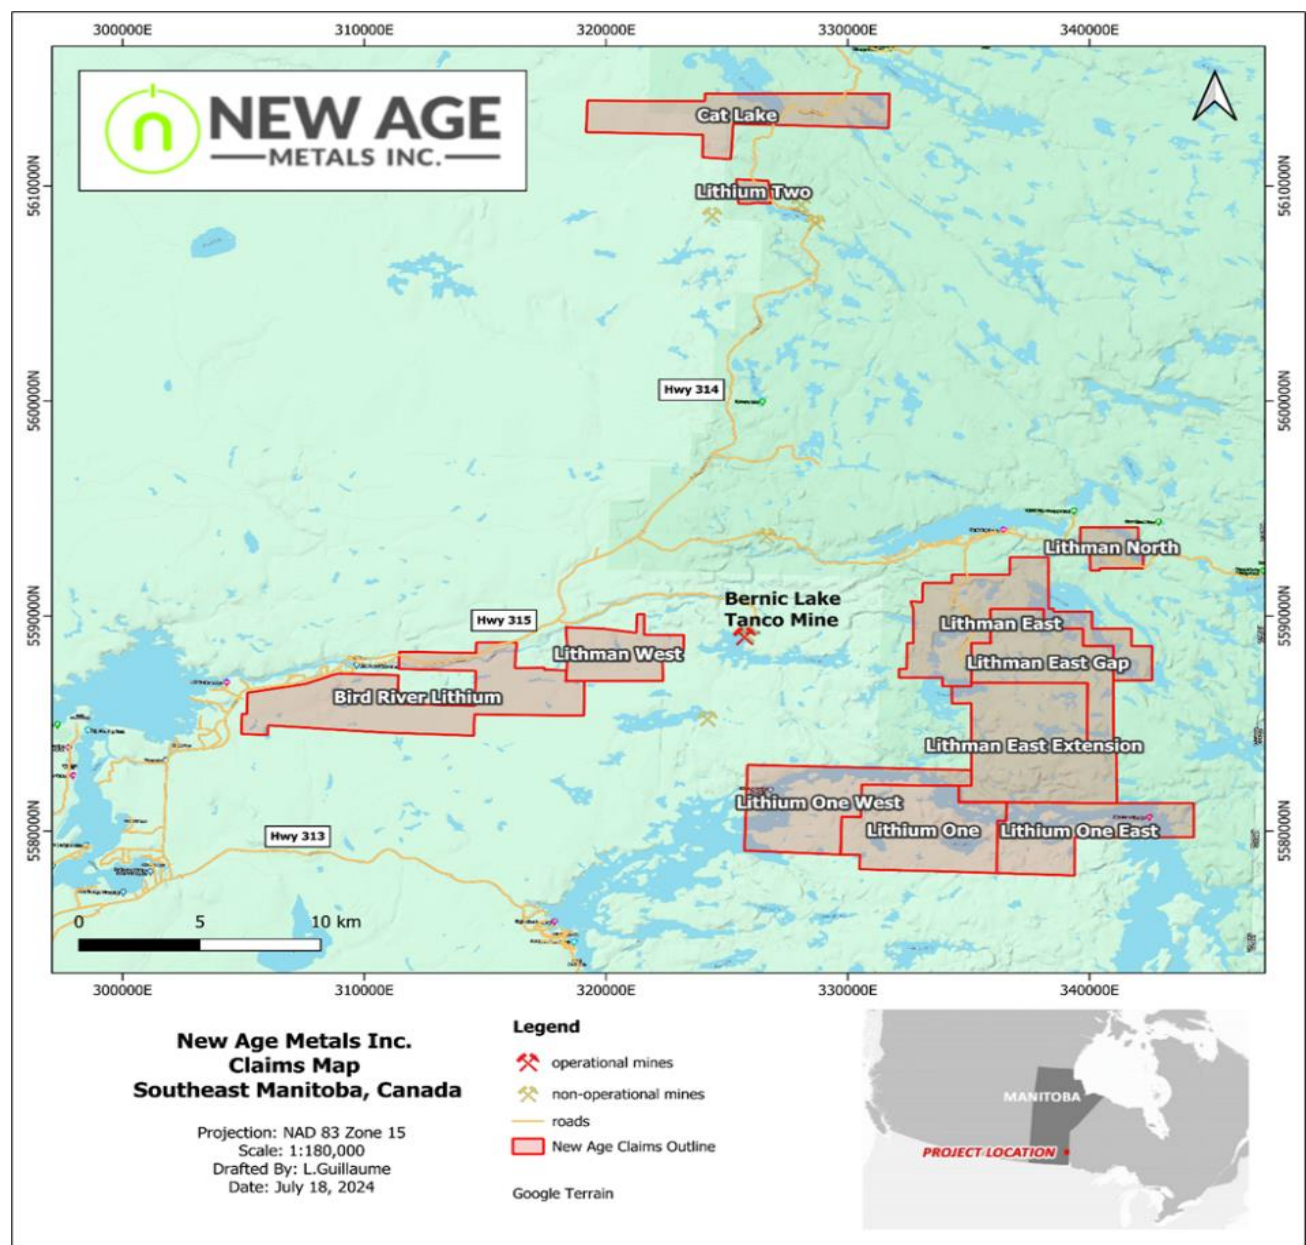 300000E
310000E
320000E
330000E
340000E
NEW AGE
METALS INC.
Cat Lake
Lithium Two
5610000N
5610000N
Hwy 314
5600000N
5600000N
Lithman North
Bernic Lake
Tanco Mine
5590000N
5590000N
Hwy 315
Lithman East
Lithman West
Lithman East Gap
Bird River Lithium
Lithman East Extension
Lithium One West
Lithium One
Lithium One East
5580000N
5580000N
Hwy 313
0
5
10 km
300000E
310000E
320000E
330000E
340000E
New Age Metals Inc.
Claims Map
Southeast Manitoba, Canada
Projection: NAD 83 Zone 15
Scale: 1:180,000
Drafted By: L.Guillaume
Date: July 18, 2024
Legend
operational mines
non-operational mines
roads
New Age Claims Outline
Google Terrain
MANITOBA
PROJECT LOCATION